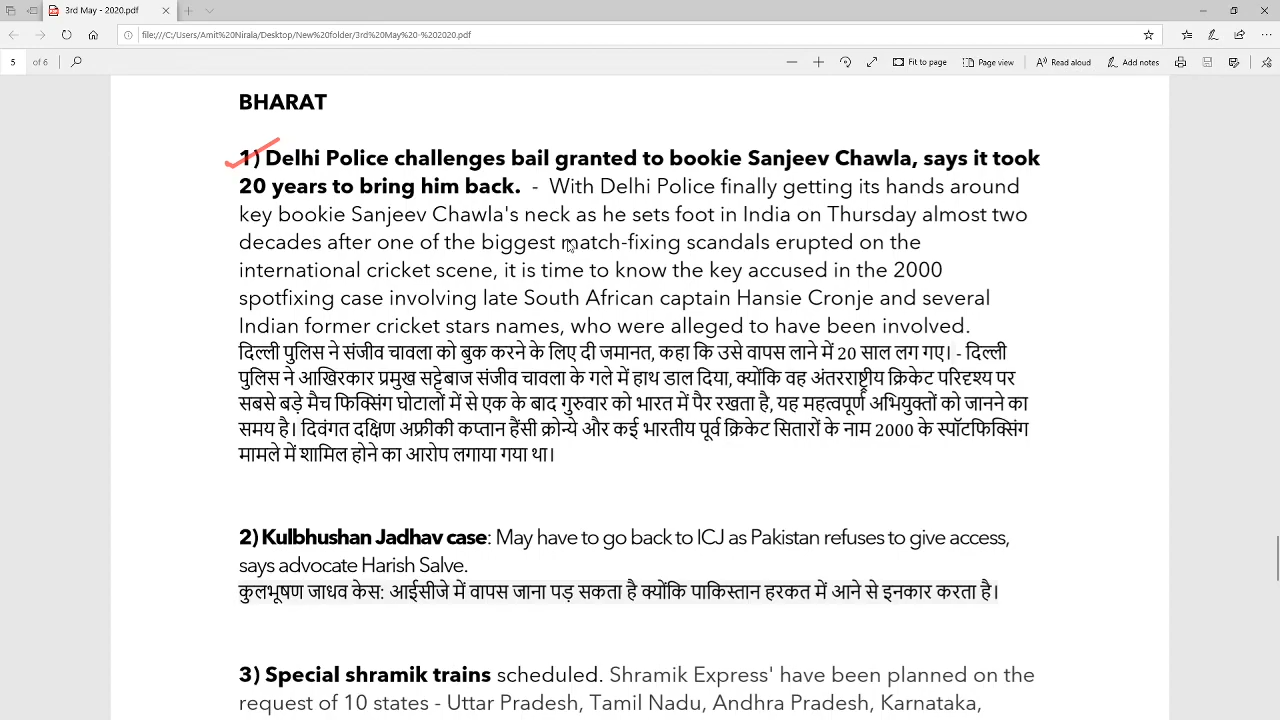 3rd May - 2020.pdf
file:///C:/Users/Amit%20Nirala/Desktop/New%20folder/3rd%20May%20-%202020.pdf
5 of 6 Fit to page Page view Read aloud Add notes
BHARAT
1) Delhi Police challenges bail granted to bookie Sanjeev Chawla, says it took
20 years to bring him back. - With Delhi Police finally getting its hands around
key bookie Sanjeev Chawla's neck as he sets foot in India on Thursday almost two
decades after one of the biggest match-fixing scandals erupted on the
international cricket scene, it is time to know the key accused in the 2000
spotfixing case involving late South African captain Hansie Cronje and several
Indian former cricket stars names, who were alleged to have been involved.
दिल्ली पुलिस ने संजीव चावला को बुक करने के लिए दी जमानत, कहा कि उसे वापस लाने में 20 साल लग गए। - दिल्ली
पुलिस ने आखिरकार प्रमुख सट्टेबाज संजीव चावला के गले में हाथ डाल दिया, क्योंकि वह अंतरराष्ट्रीय क्रिकेट परिदृश्य पर
सबसे बड़े मैच फिक्सिंग घोटालों में से एक के बाद गुरुवार को भारत में पैर रखता है, यह महत्वपूर्ण अभियुक्तों को जानने का
समय है। दिवंगत दक्षिण अफ्रीकी कप्तान हैंसी क्रोन्ये और कई भारतीय पूर्व क्रिकेट सितारों के नाम 2000 के स्पॉटफिक्सिंग
मामले में शामिल होने का आरोप लगाया गया था।
2) Kulbhushan Jadhav case: May have to go back to ICJ as Pakistan refuses to give access,
says advocate Harish Salve.
कुलभूषण जाधव केस: आईसीजे में वापस जाना पड़ सकता है क्योंकि पाकिस्तान हरकत में आने से इनकार करता है।
3) Special shramik trains scheduled. Shramik Express' have been planned on the
request of 10 states - Uttar Pradesh, Tamil Nadu, Andhra Pradesh, Karnataka,